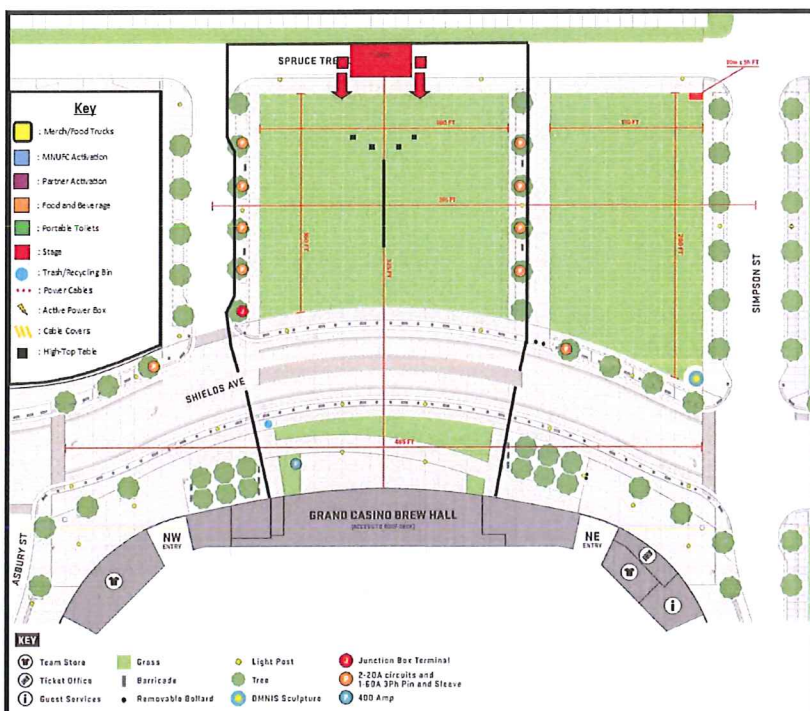 SPRUCE TRE
Key
: Merch/Food Trucks
: MNUFC Activation
: Partner Activation
: Food and Beverage
: Portable Toilets
: Stage
: Trash/Recycling Bin
: Power Cables
: Active Power Box
: Cable Covers
: High-Top Table
SIMPSON ST
SHIELDS AVE
ASBURY ST
GRAND CASINO BREW HALL
NW
ENTRY
NE
ENTRY
KEY
Team Store
Grass
Light Post
J Junction Box Terminal
Ticket Office
Barricade
Tree
P 2-20A circuits and
1-60A 3Ph Pin and Sleeve
Guest Services
Removable Bollard
OMNIS Sculpture
P 400 Amp